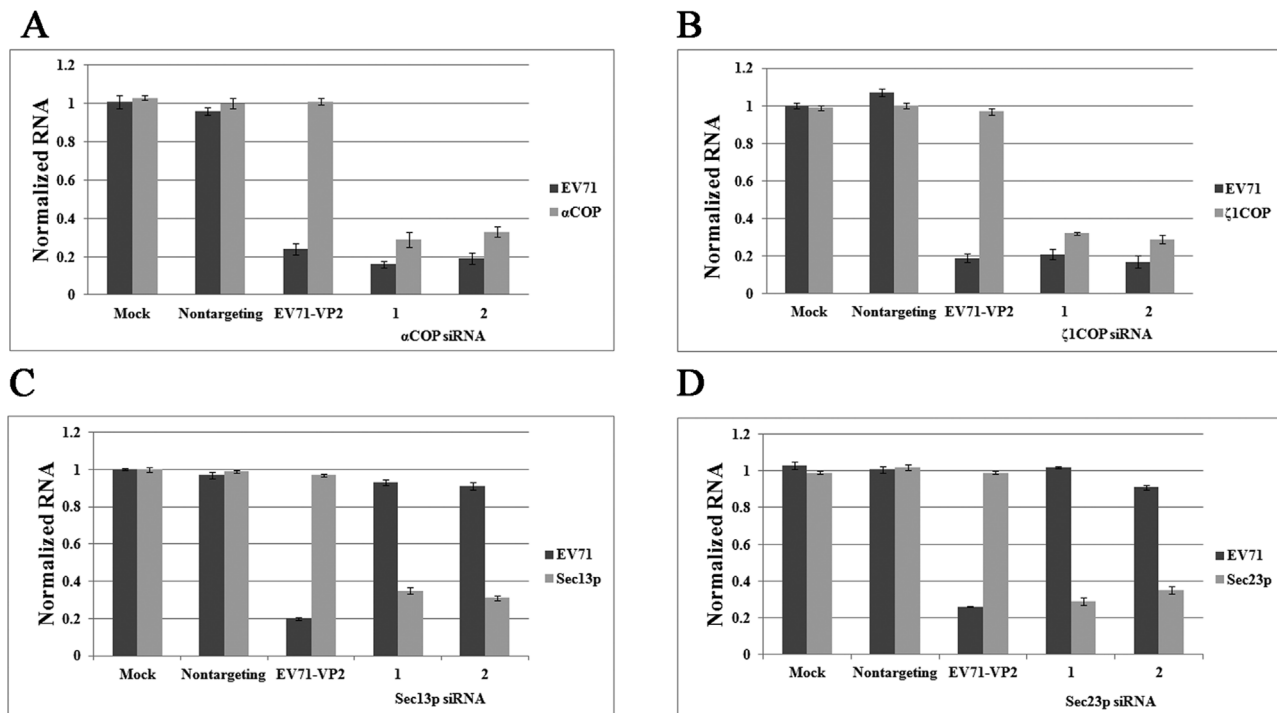 A
1.2
1
0.8
0.6
0.4
0.2
0
Normalized RNA
Mock
Nontargeting
EV71-VP2
1
2
αCOP siRNA
EV71
αCOP
B
1.2
1
0.8
0.6
0.4
0.2
0
Normalized RNA
Mock
Nontargeting
EV71-VP2
1
2
ζ1COP siRNA
EV71
ζ1COP
C
1.2
1
0.8
0.6
0.4
0.2
0
Normalized RNA
Mock
Nontargeting
EV71-VP2
1
2
Sec13p siRNA
EV71
Sec13p
D
1.2
1
0.8
0.6
0.4
0.2
0
Normalized RNA
Mock
Nontargeting
EV71-VP2
1
2
Sec23p siRNA
EV71
Sec23p